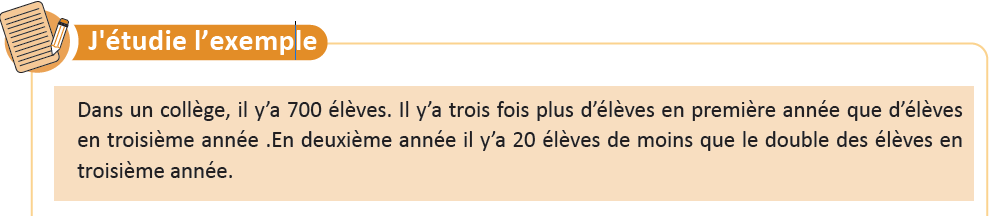 J'étudie l’exemple
Dans un collège, il y’a 700 élèves. Il y’a trois fois plus d’élèves en première année que d’élèves
en troisième année .En deuxième année il y’a 20 élèves de moins que le double des élèves en
troisième année.